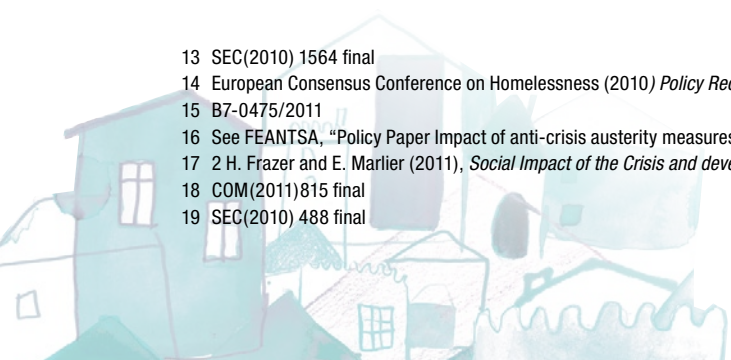 13 SEC(2010) 1564 final
14 European Consensus Conference on Homelessness (2010) Policy
15 B7-0475/2011
16 See FEANTSA, “Policy Paper Impact of anti-crisis austerity measures
17 2 H. Frazer and E. Marlier (2011), Social Impact of the Crisis and
18 COM(2011)815 final
19 SEC(2010) 488 final